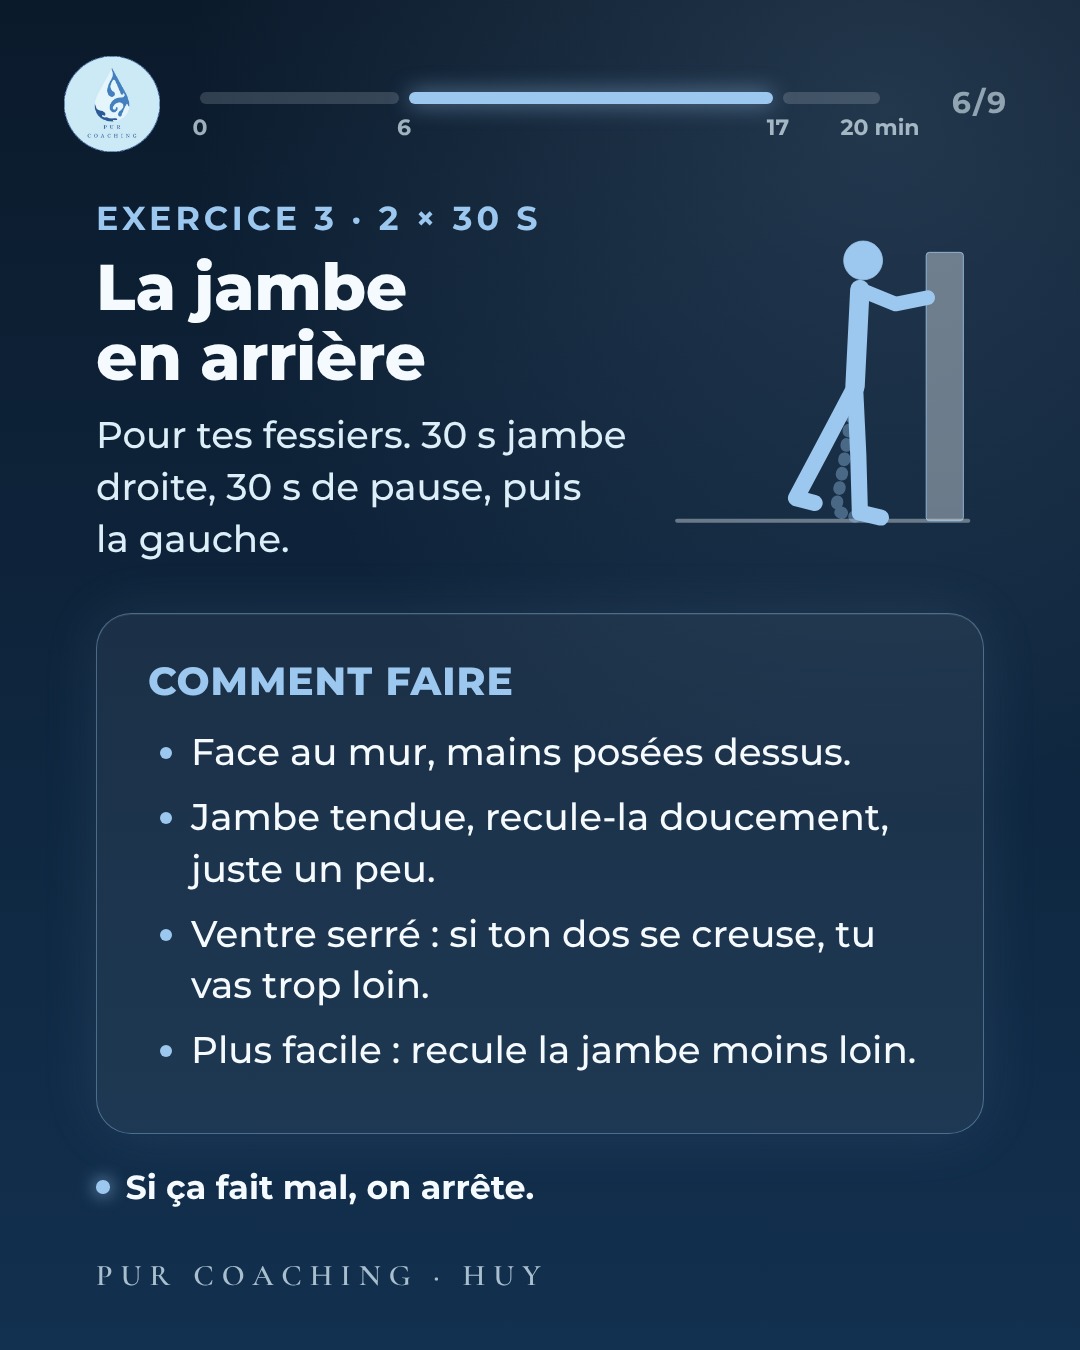 PUR
COACHING
0
6
17
20 min
6/9
EXERCICE 3 · 2 × 30 S
La jambe
en arrière
Pour tes fessiers. 30 s jambe
droite, 30 s de pause, puis
la gauche.
COMMENT FAIRE
• Face au mur, mains posées dessus.
• Jambe tendue, recule-la doucement,
juste un peu.
• Ventre serré : si ton dos se creuse, tu
vas trop loin.
• Plus facile : recule la jambe moins loin.
• Si ça fait mal, on arrête.
PUR COACHING · HUY